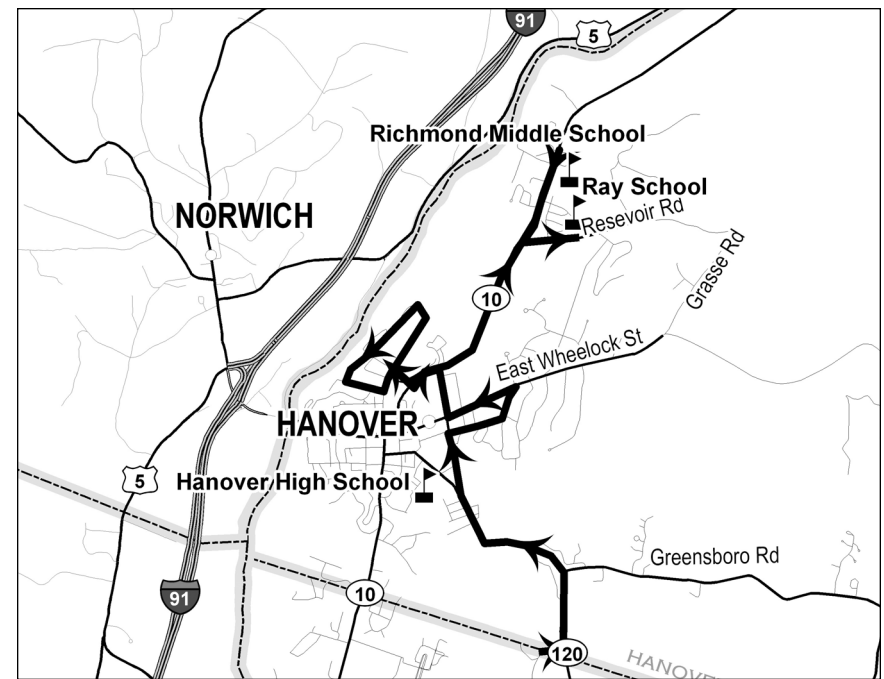 91
5
Richmond Middle School
Ray School
NORWICH
Resevoir Rd
Grasse Rd
10
East Wheelock St
HANOVER
5
Hanover High School
Greensboro Rd
91
10
120
HANOVE